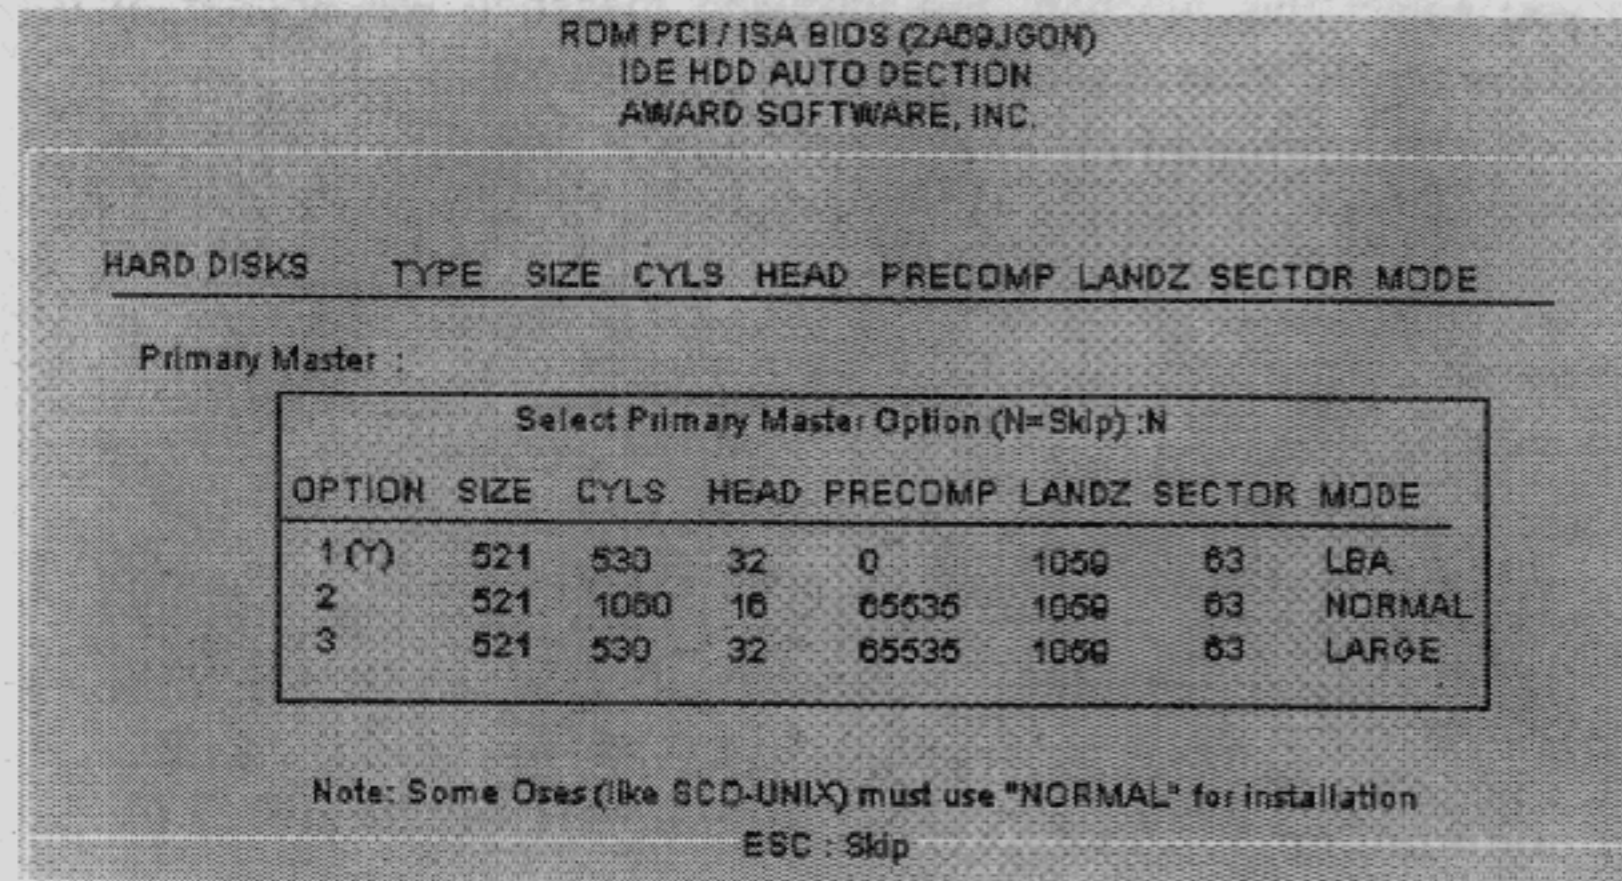 ROM PCI / ISA BIOS (2A69JG0N)
IDE HDD AUTO DECTION
AWARD SOFTWARE, INC.
HARD DISKS TYPE SIZE CYLS HEAD PRECOMP LANDZ SECTOR MODE
Primary Master :
Select Primary Master Option (N=Skip) :N
OPTION SIZE CYLS HEAD PRECOMP LANDZ SECTOR MODE
1 (Y) 521 530 32 0 1059 63 LBA
2 521 1060 16 65535 1059 63 NORMAL
3 521 530 32 65535 1059 63 LARGE
Note: Some Oses (like SCO-UNIX) must use "NORMAL" for installation
ESC : Skip